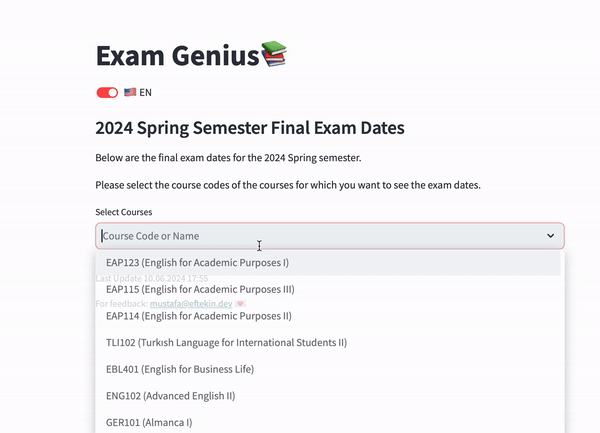 Exam Genius📚
🇺🇸 EN
2024 Spring Semester Final Exam Dates
Below are the final exam dates for the 2024 Spring semester.
Please select the course codes of the courses for which you want to see the exam dates.
Select Courses
Course Code or Name
EAP123 (English for Academic Purposes I)
Last Update 10.06.2024 17:55
EAP115 (English for Academic Purposes III)
For feedback: mustafa@eftekin.dev 💌
EAP114 (English for Academic Purposes II)
TLI102 (Turkısh Language for International Students II)
EBL401 (English for Business Life)
ENG102 (Advanced English II)
GER101 (Almanca I)